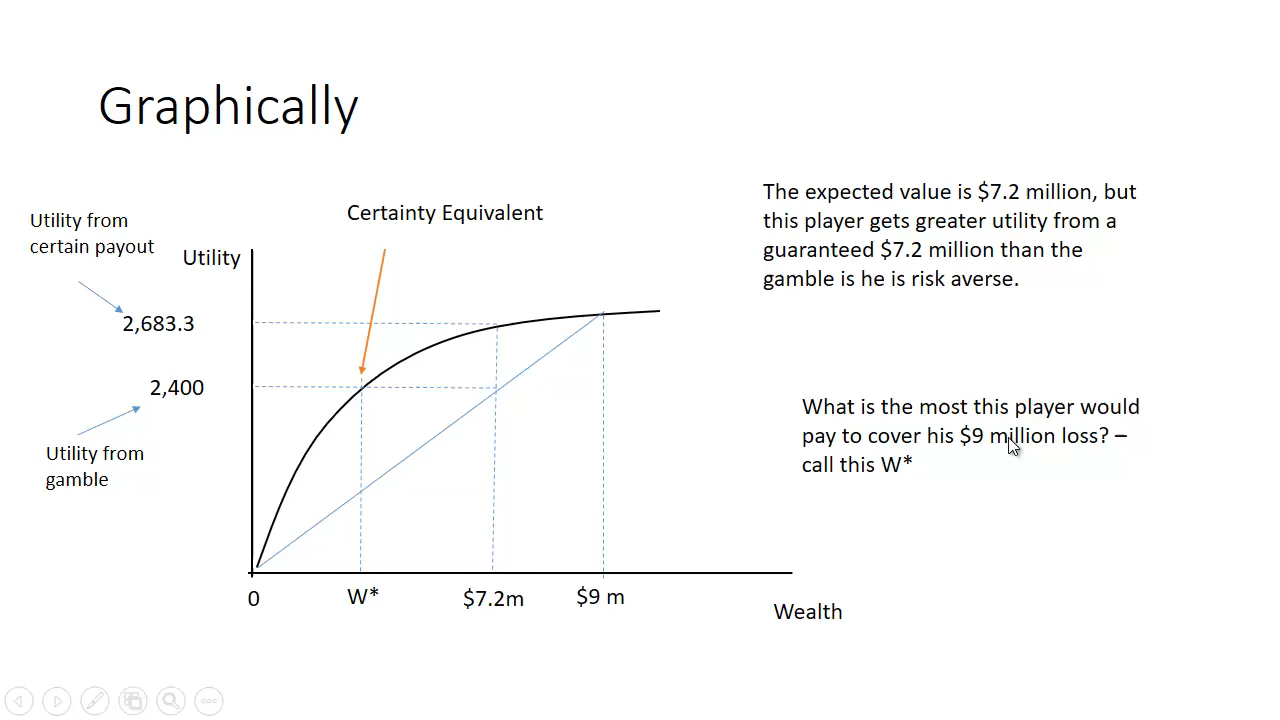 Graphically
Utility from
certain payout
Certainty Equivalent
Utility
2,683.3
2,400
Utility from
gamble
0
W*
$7.2m
$9 m
Wealth
The expected value is $7.2 million, but
this player gets greater utility from a
guaranteed $7.2 million than the
gamble is he is risk averse.
What is the most this player would
pay to cover his $9 million loss? –
call this W*